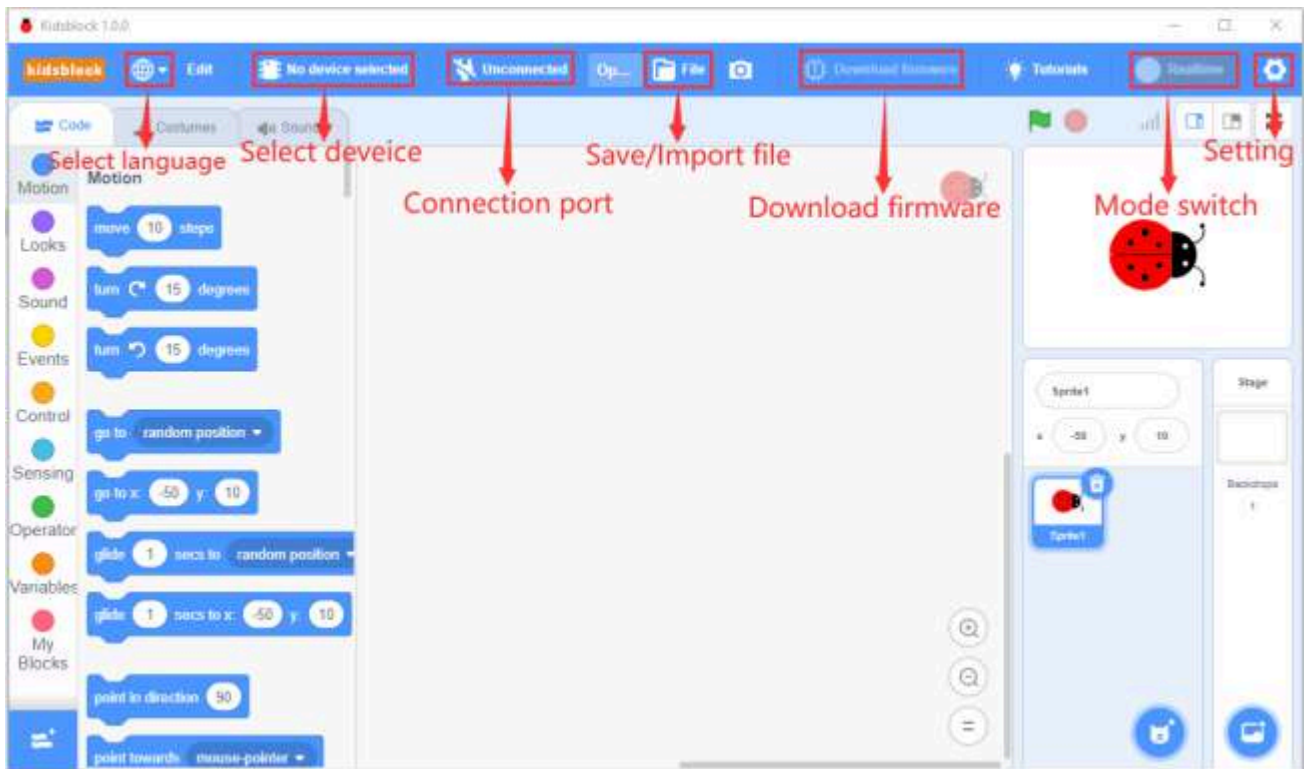 Kidsblock 1.0.0
kidsblock
Edit
No device selected
Unconnected
Op...
File
Download firmware
Tutorials
Realtime
Code
Costumes
Sounds
Select language
Select deveice
Save/Import file
Setting
Connection port
Download firmware
Mode switch
Motion
Looks
Sound
Events
Control
Sensing
Operator
Variables
My
Blocks
Motion
move 10 steps
turn 15 degrees
turn 15 degrees
go to random position
go to x: -50 y: 10
glide 1 secs to random position
glide 1 secs to x: -50 y: 10
point in direction 90
point towards mouse-pointer
Sprite1
x -50 y 10
Sprite1
Stage
Backdrops
1